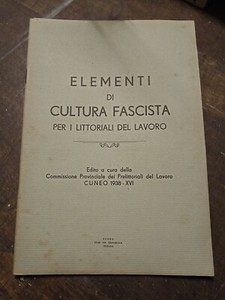 ELEMENTI
DI
CULTURA FASCISTA
PER I LITTORIALI DEL LAVORO
Edito a cura della
Commissione Provinciale dei Prelittoriali del Lavoro
CUNEO 1938 - XVI
CUNEO